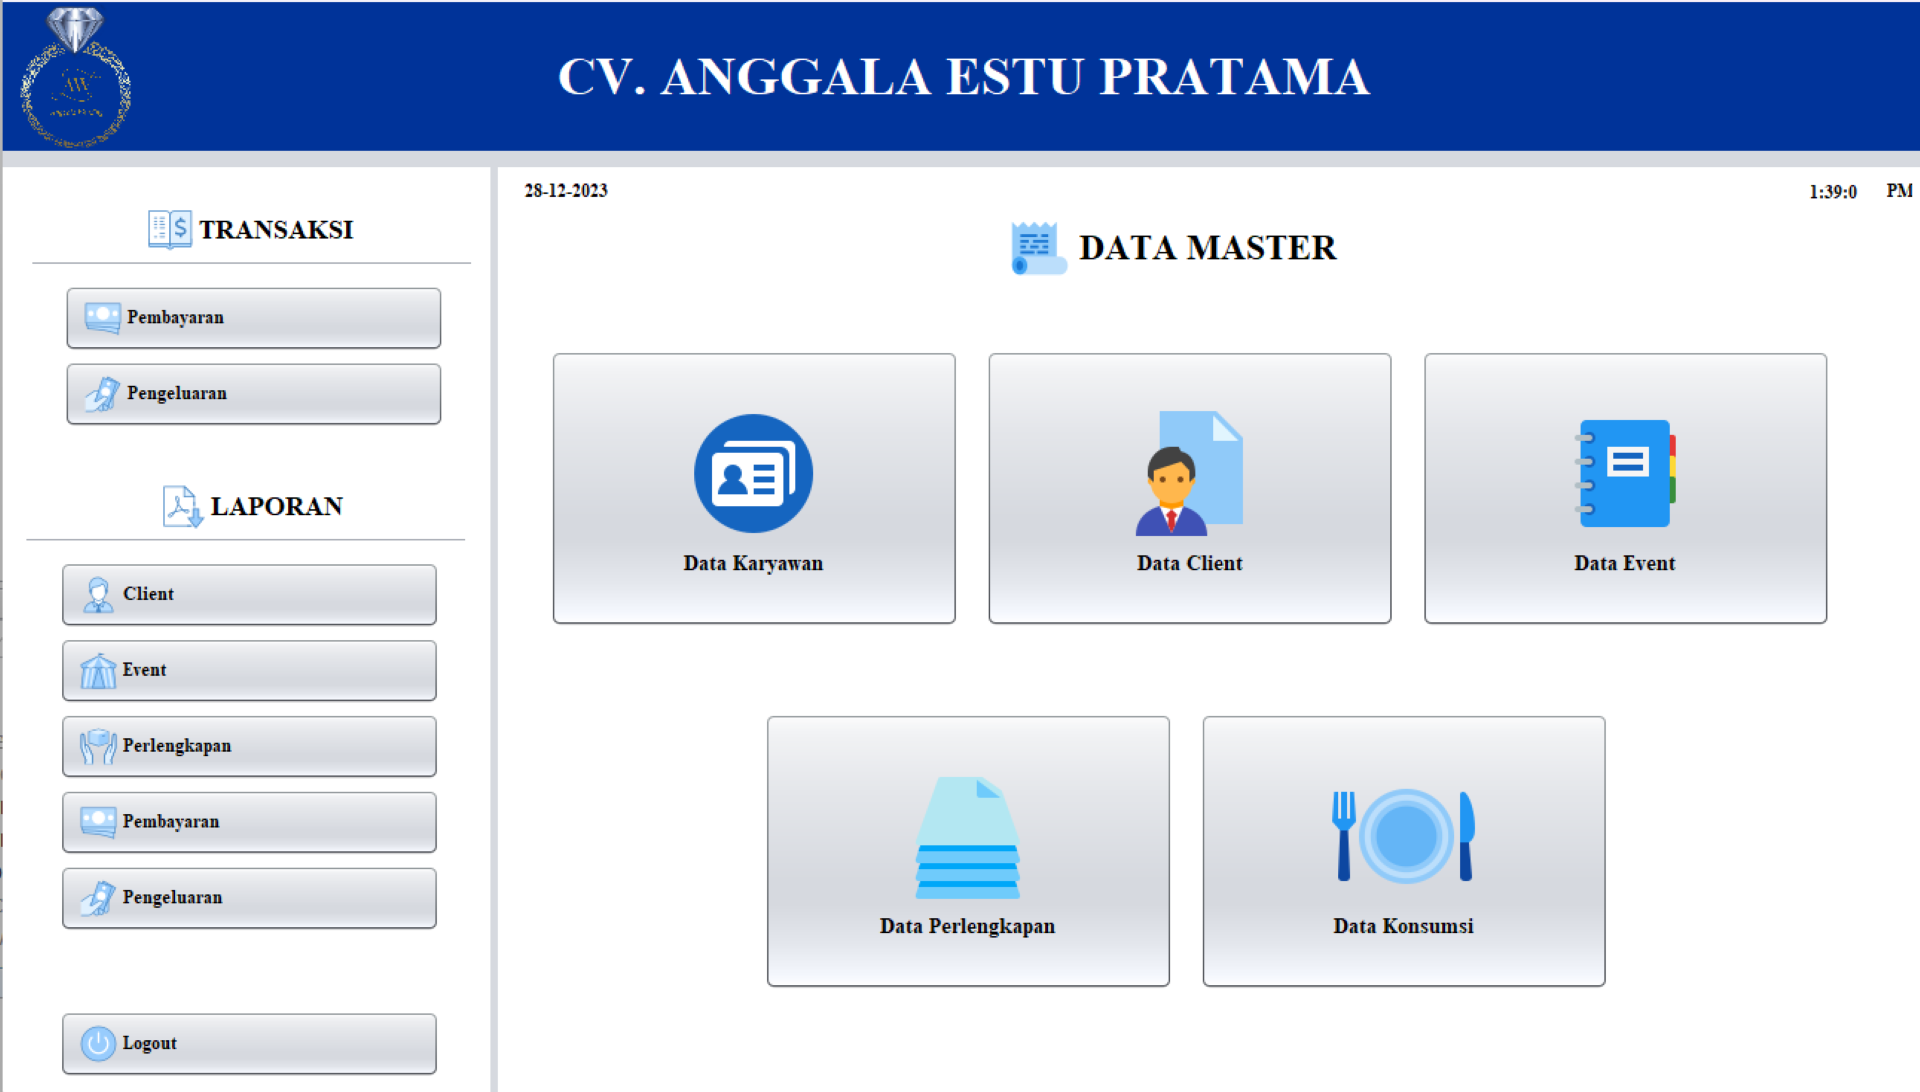 CV. ANGGALA ESTU PRATAMA
TRANSAKSI
Pembayaran
Pengeluaran
LAPORAN
Client
Event
Perlengkapan
Pembayaran
Pengeluaran
Logout
28-12-2023
1:39:0 PM
DATA MASTER
Data Karyawan
Data Client
Data Event
Data Perlengkapan
Data Konsumsi